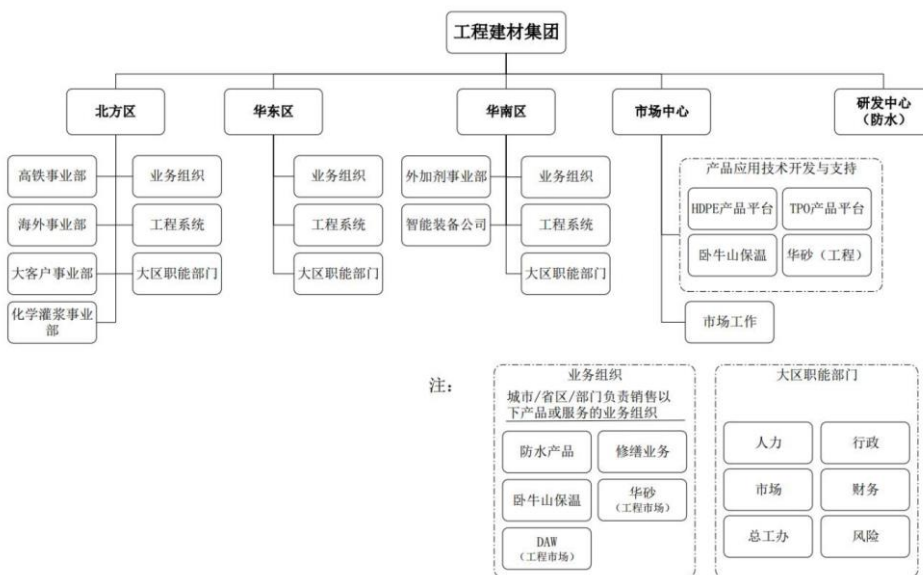 工程建材集团
北方区
华东区
华南区
市场中心
研发中心
（防水）
高铁事业部
业务组织
海外事业部
工程系统
大客户事业部
大区职能部门
化学灌浆事业
部
业务组织
工程系统
大区职能部门
外加剂事业部
业务组织
智能装备公司
工程系统
大区职能部门
产品应用技术开发与支持
HDPE产品平台
TPO产品平台
卧牛山保温
华砂（工程）
市场工作
注：
业务组织
城市/省区/部门负责销售以
下产品或服务的业务组织
防水产品
修缮业务
卧牛山保温
华砂
（工程市场）
DAW
（工程市场）
大区职能部门
人力
行政
市场
财务
总工办
风险